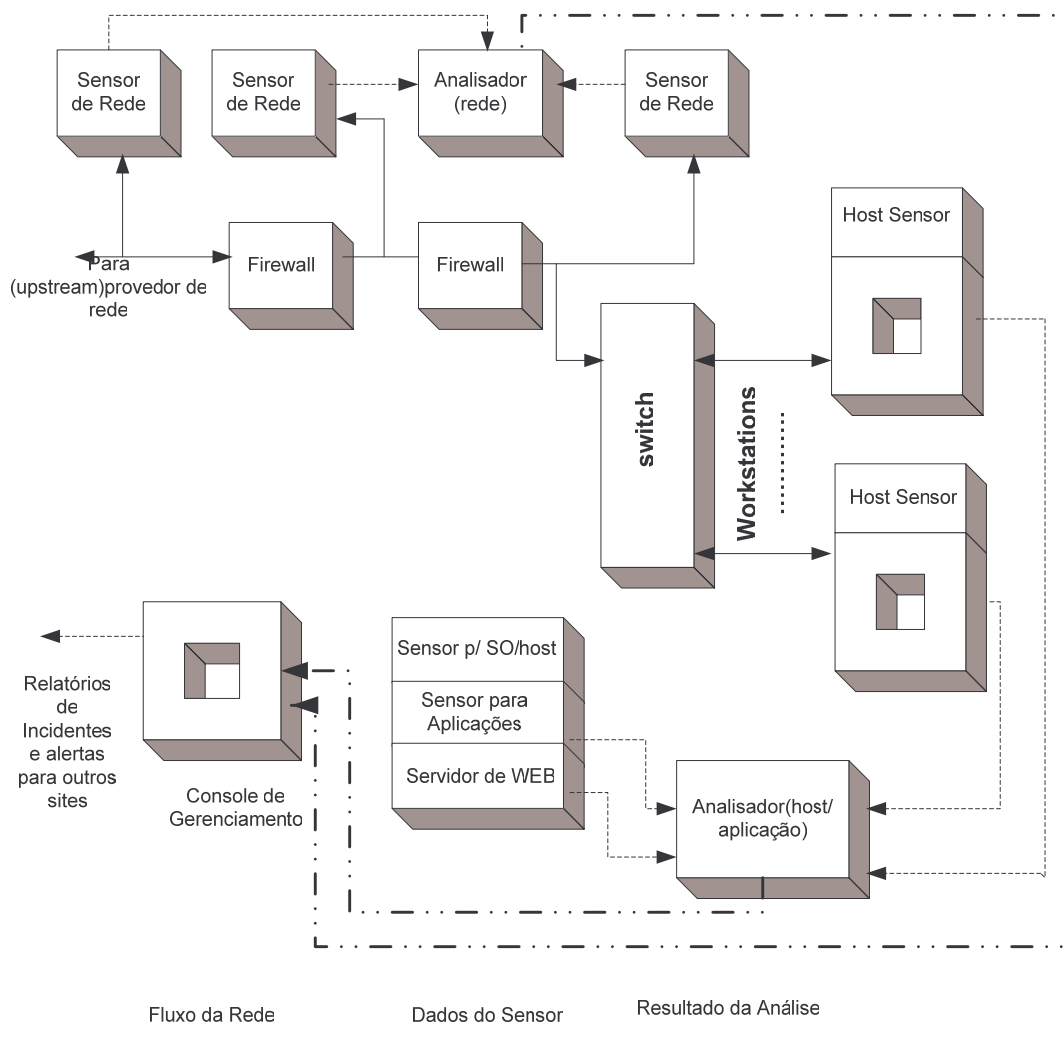 Sensor
de Rede
Sensor
de Rede
Analisador
(rede)
Sensor
de Rede
Host Sensor
Firewall
Firewall
Para
(upstream)provedor de
rede
switch
Workstations
Host Sensor
Sensor p/ SO/host
Sensor para
Aplicações
Servidor de WEB
Relatórios
de
Incidentes
e alertas
para outros
sites
Console de
Gerenciamento
Analisador(host/
aplicação)
Fluxo da Rede
Dados do Sensor
Resultado da Análise